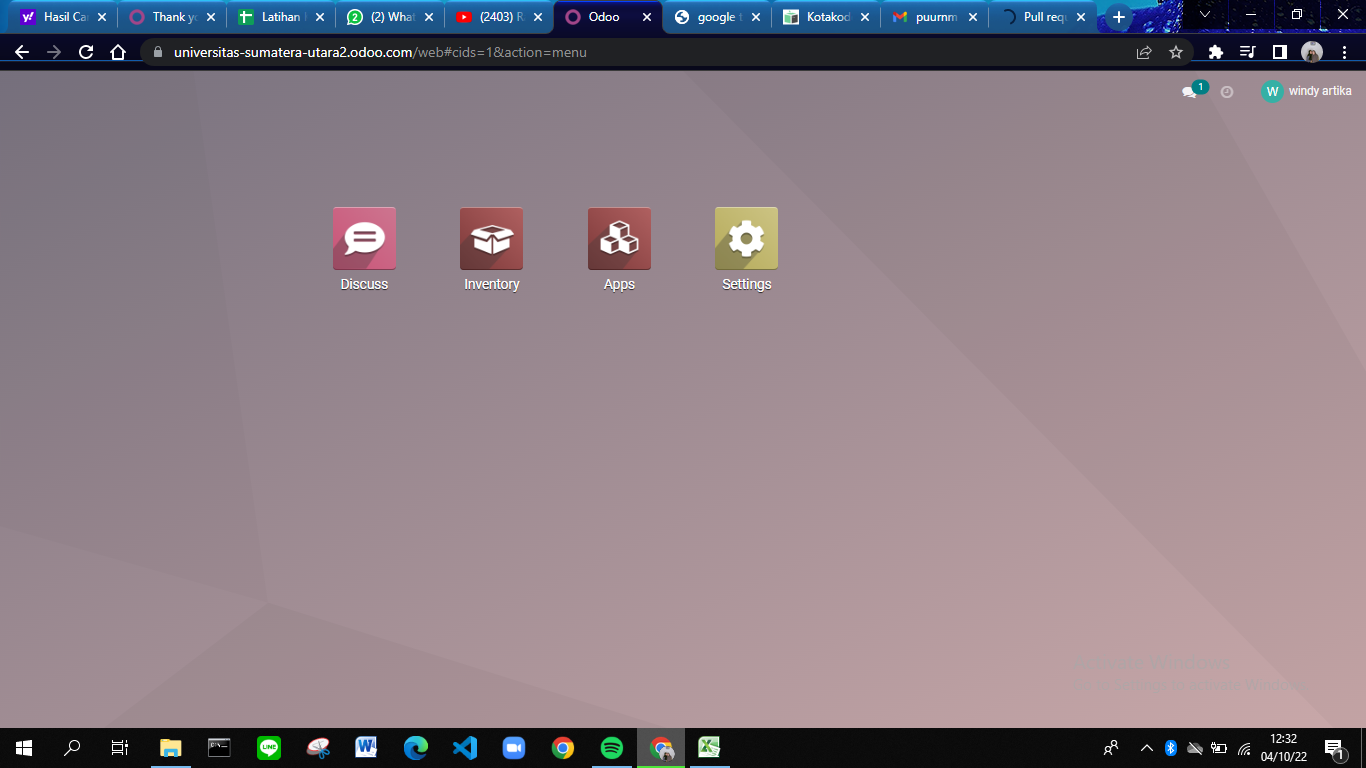 Hasil Ca
Thank y
Latihan
(2) What
(2403) R
Odoo
google t
Kotakod
puurnm
Pull requ
universitas-sumatera-utara2.odoo.com/web#cids=1&action=menu
1
W
windy artika
Discuss
Inventory
Apps
Settings
12:32
04/10/22
1